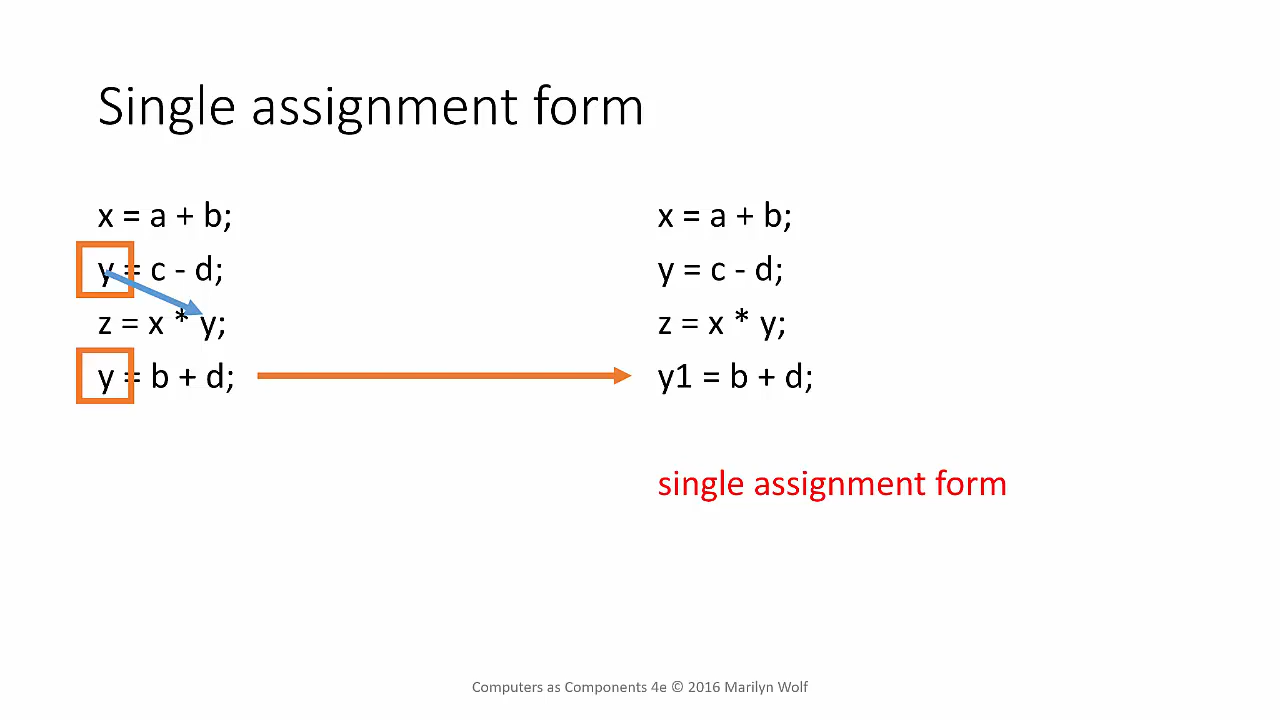 Single assignment form
x = a + b;
y = c - d;
z = x * y;
y = b + d;
x = a + b;
y = c - d;
z = x * y;
y1 = b + d;
single assignment form
Computers as Components 4e © 2016 Marilyn Wolf